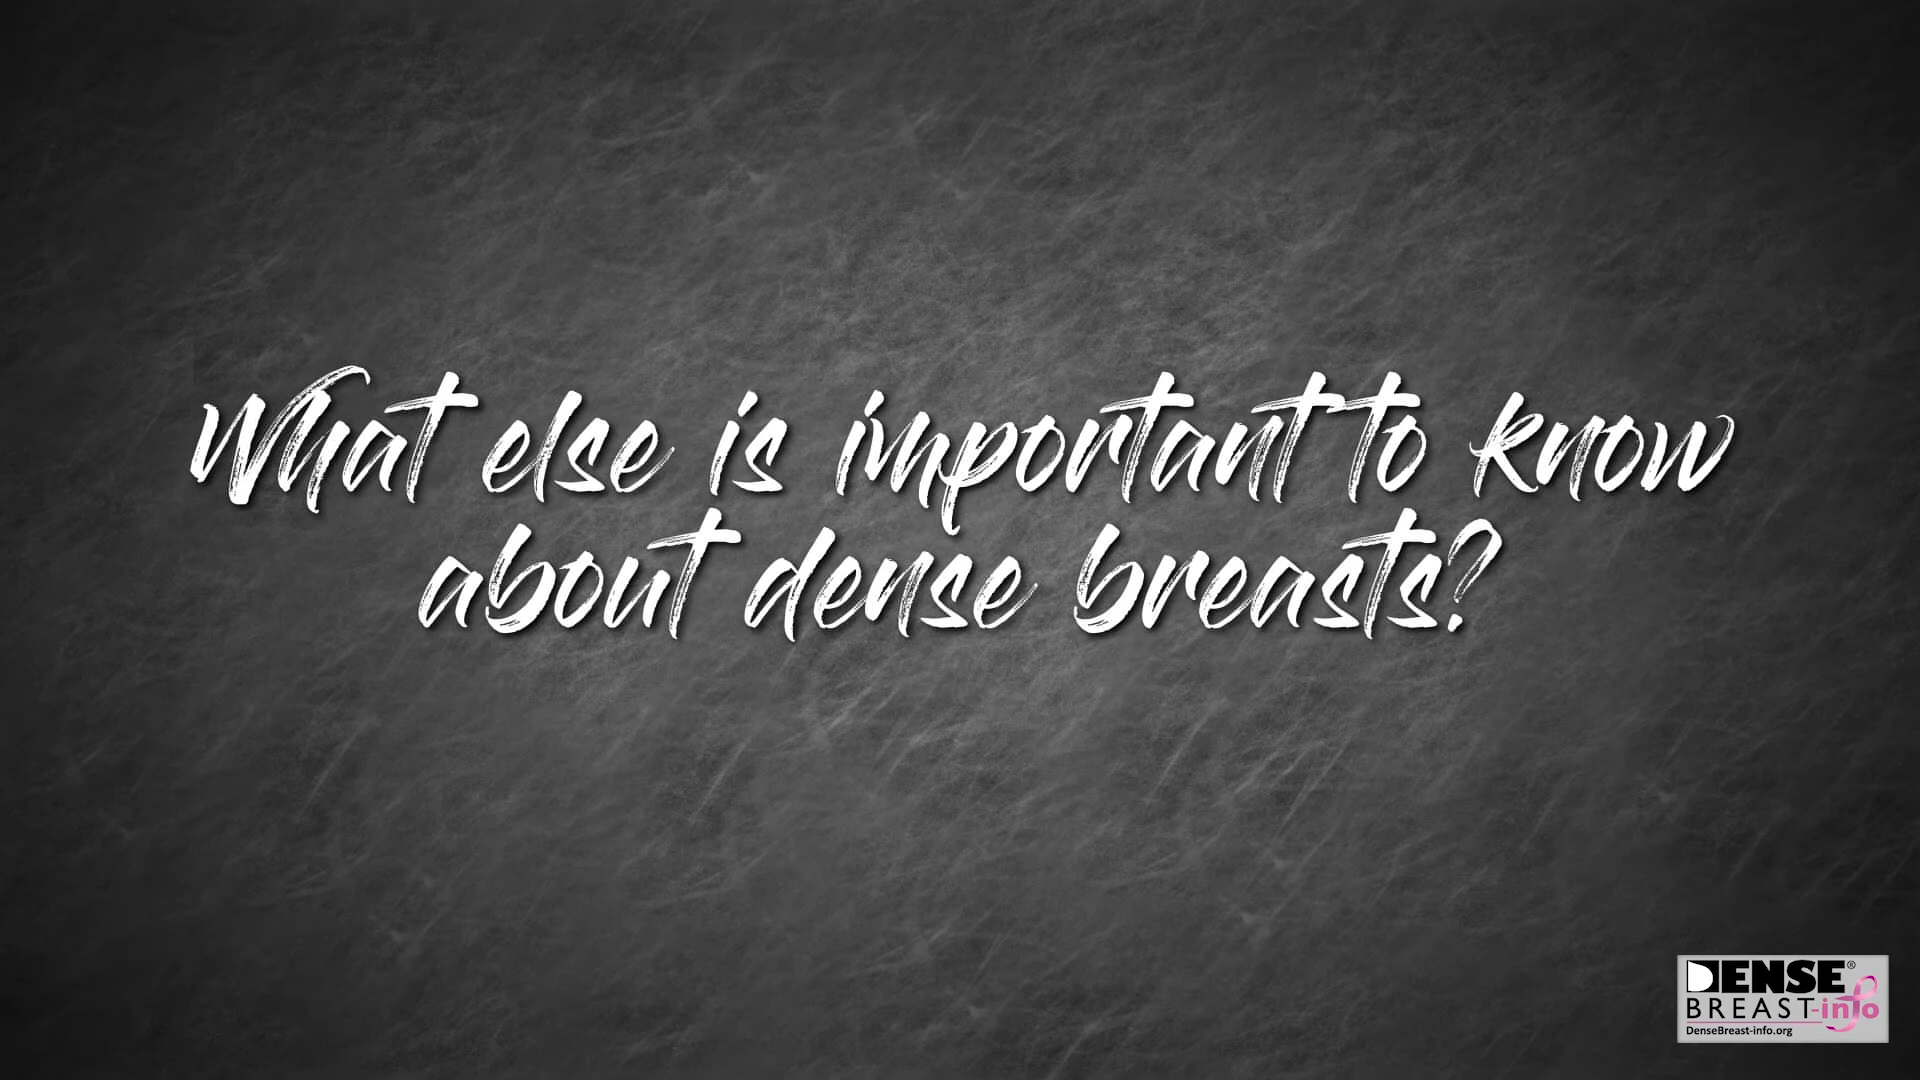 What else is important to know
about dense breasts?
DENSE®
BREAST-info
DenseBreast-info.org